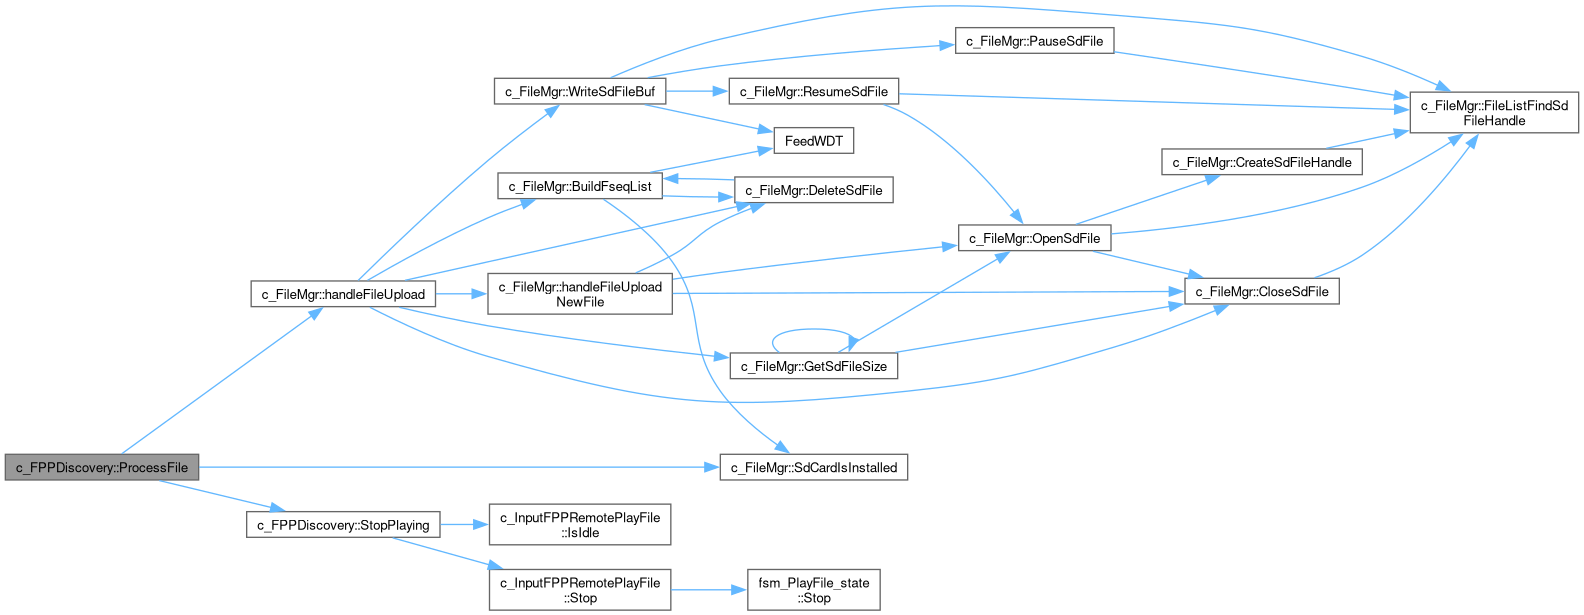 c_FileMgr::PauseSdFile
c_FileMgr::WriteSdFileBuf
c_FileMgr::ResumeSdFile
c_FileMgr::FileListFindSd
FileHandle
FeedWDT
c_FileMgr::CreateSdFileHandle
c_FileMgr::BuildFseqList
c_FileMgr::DeleteSdFile
c_FileMgr::OpenSdFile
c_FileMgr::handleFileUpload
c_FileMgr::handleFileUpload
NewFile
c_FileMgr::CloseSdFile
c_FileMgr::GetSdFileSize
c_FPPDiscovery::ProcessFile
c_FileMgr::SdCardIsInstalled
c_FPPDiscovery::StopPlaying
c_InputFPPRemotePlayFile
::IsIdle
c_InputFPPRemotePlayFile
::Stop
fsm_PlayFile_state
::Stop